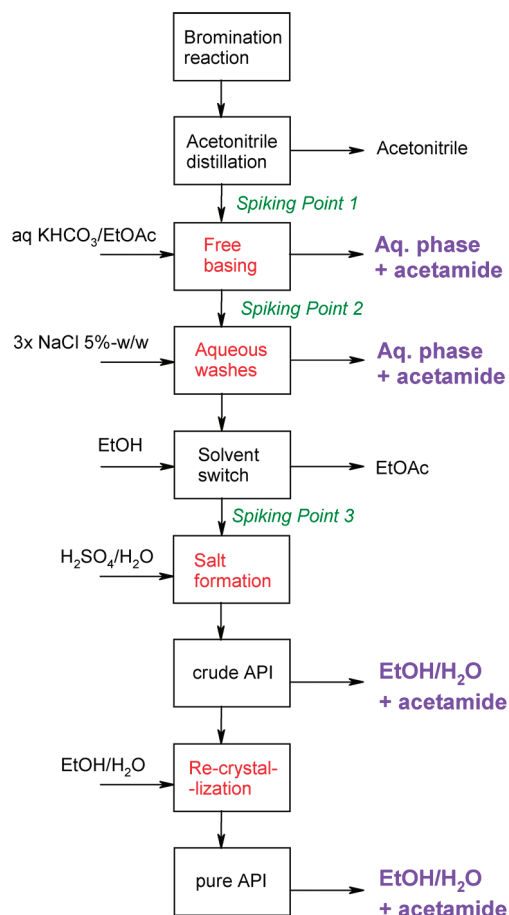 Bromination
reaction
Acetonitrile
distillation
Acetonitrile
Spiking Point 1
aq KHCO₃/EtOAc
Free
basing
Aq. phase
+ acetamide
Spiking Point 2
3x NaCl 5%-w/w
Aqueous
washes
Aq. phase
+ acetamide
EtOH
Solvent
switch
EtOAc
Spiking Point 3
H₂SO₄/H₂O
Salt
formation
crude API
EtOH/H₂O
+ acetamide
EtOH/H₂O
Re-crystal-
-lization
pure API
EtOH/H₂O
+ acetamide